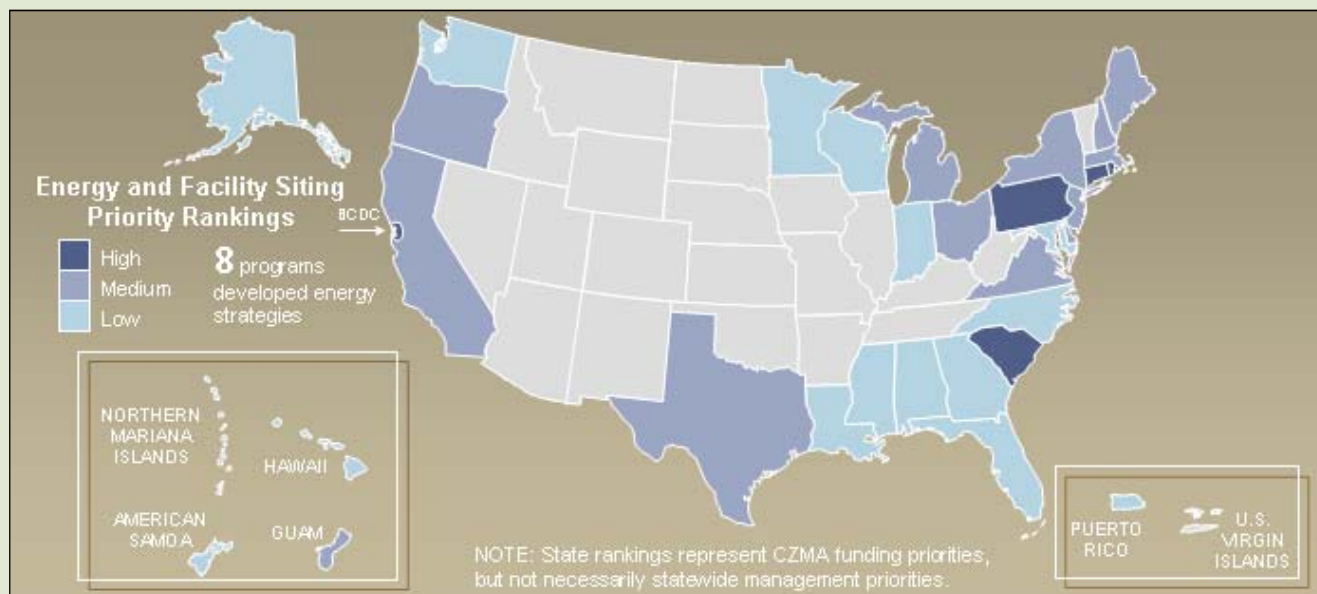 BCDC
Energy and Facility Siting
Priority Rankings
High
Medium
Low
8 programs
developed energy
strategies
NORTHERN
MARIANA
ISLANDS
HAWAII
AMERICAN
SAMOA
GUAM
NOTE: State rankings represent CZMA funding priorities,
but not necessarily statewide management priorities.
PUERTO
RICO
U.S.
VIRGIN
ISLANDS